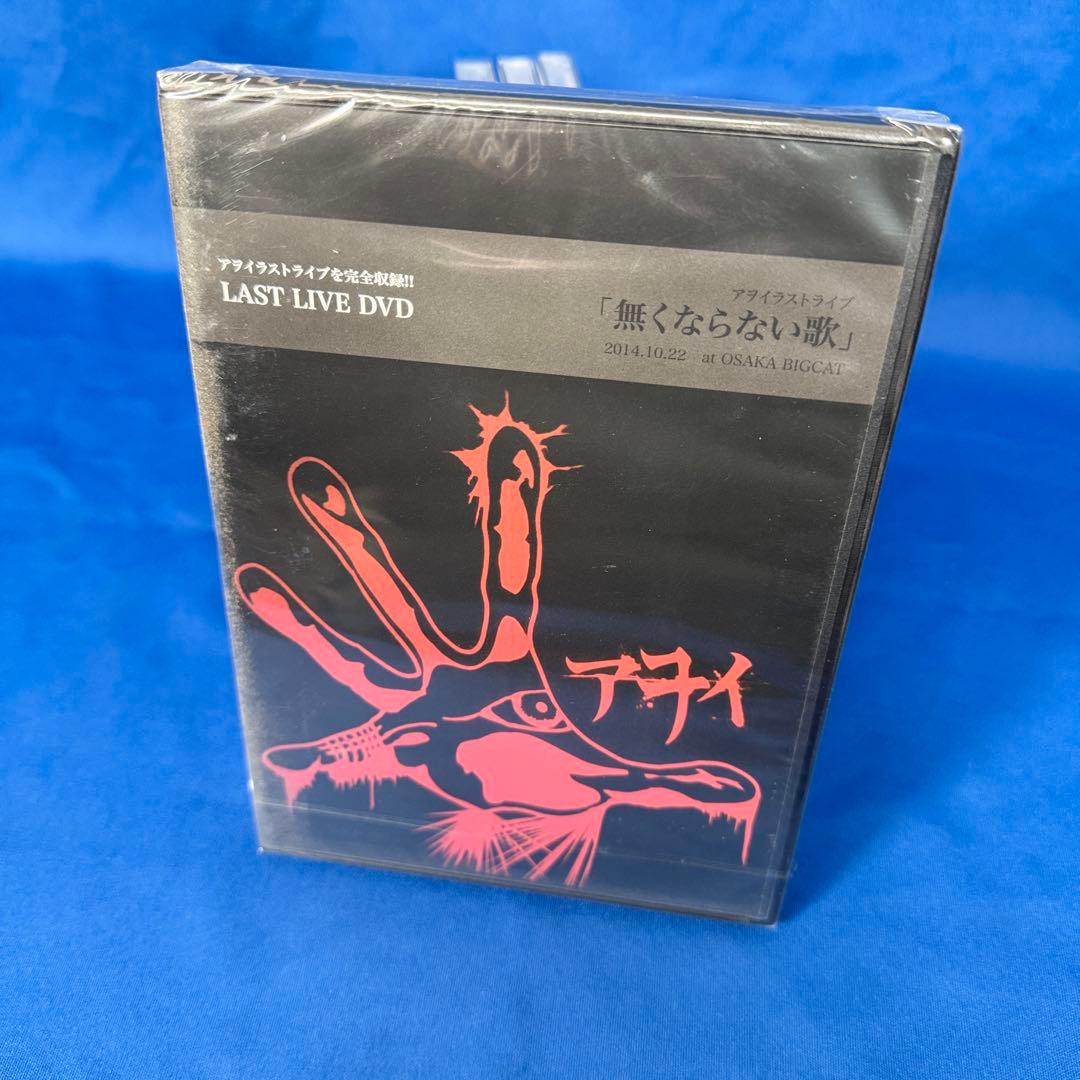 アヲイラストライブを完全収録!!
LAST LIVE DVD
アヲイラストライブ
「無くならない歌」
2014.10.22 at OSAKA BIGCAT
アヲイ